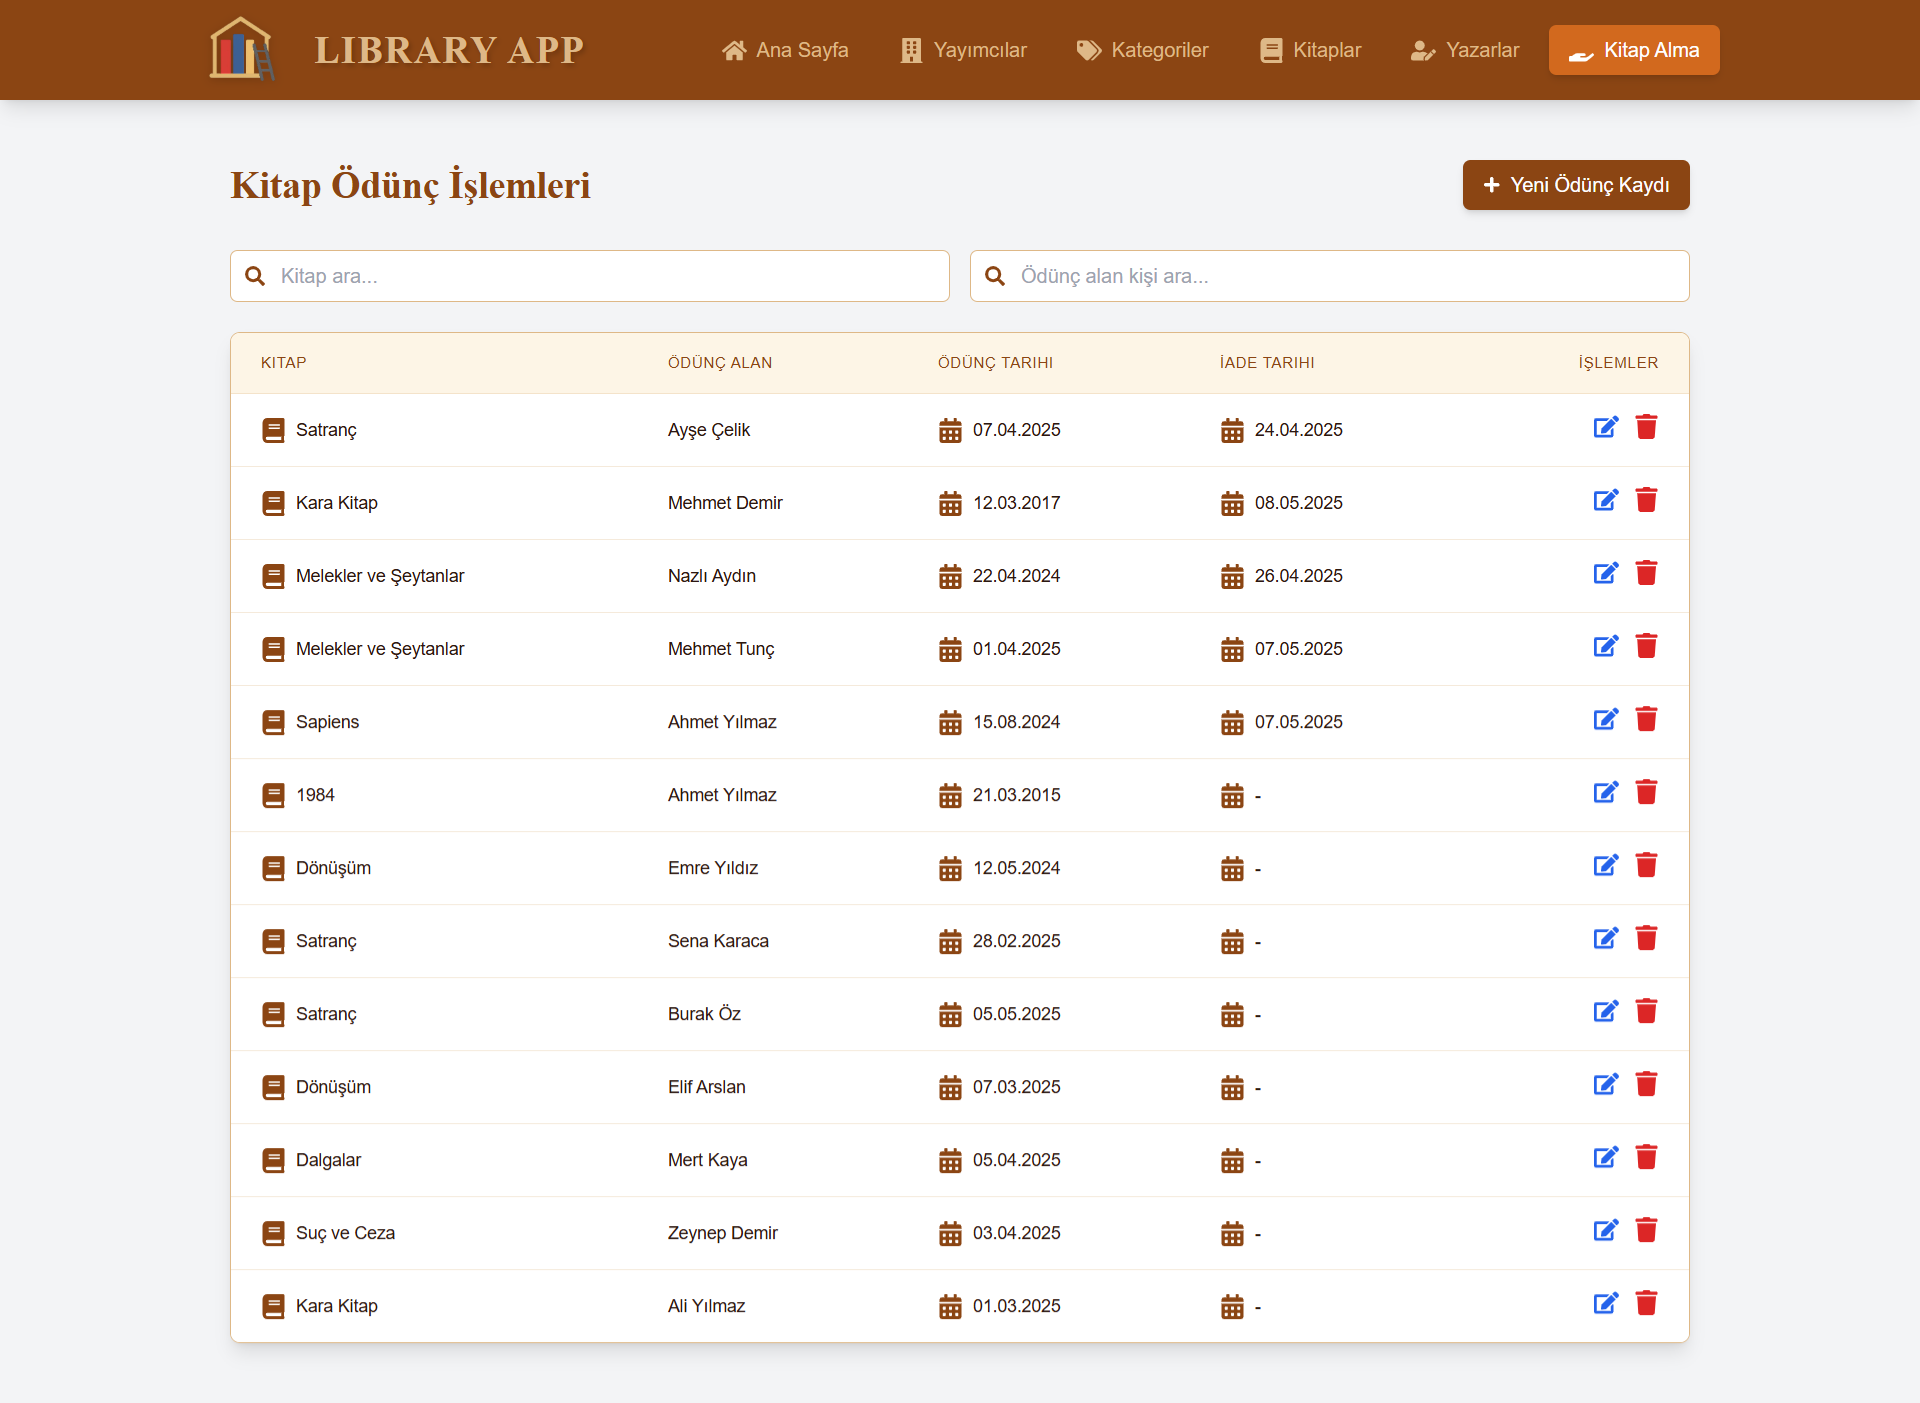 LIBRARY APP
Ana Sayfa
Yayımcılar
Kategoriler
Kitaplar
Yazarlar
Kitap Alma
Kitap Ödünç İşlemleri
Yeni Ödünç Kaydı
Kitap ara...
Ödünç alan kişi ara...
KITAP ÖDÜNÇ ALAN ÖDÜNÇ TARIHI İADE TARIHI İŞLEMLER
Satranç Ayşe Çelik 07.04.2025 24.04.2025
Kara Kitap Mehmet Demir 12.03.2017 08.05.2025
Melekler ve Şeytanlar Nazlı Aydın 22.04.2024 26.04.2025
Melekler ve Şeytanlar Mehmet Tunç 01.04.2025 07.05.2025
Sapiens Ahmet Yılmaz 15.08.2024 07.05.2025
1984 Ahmet Yılmaz 21.03.2015 -
Dönüşüm Emre Yıldız 12.05.2024 -
Satranç Sena Karaca 28.02.2025 -
Satranç Burak Öz 05.05.2025 -
Dönüşüm Elif Arslan 07.03.2025 -
Dalgalar Mert Kaya 05.04.2025 -
Suç ve Ceza Zeynep Demir 03.04.2025 -
Kara Kitap Ali Yılmaz 01.03.2025 -